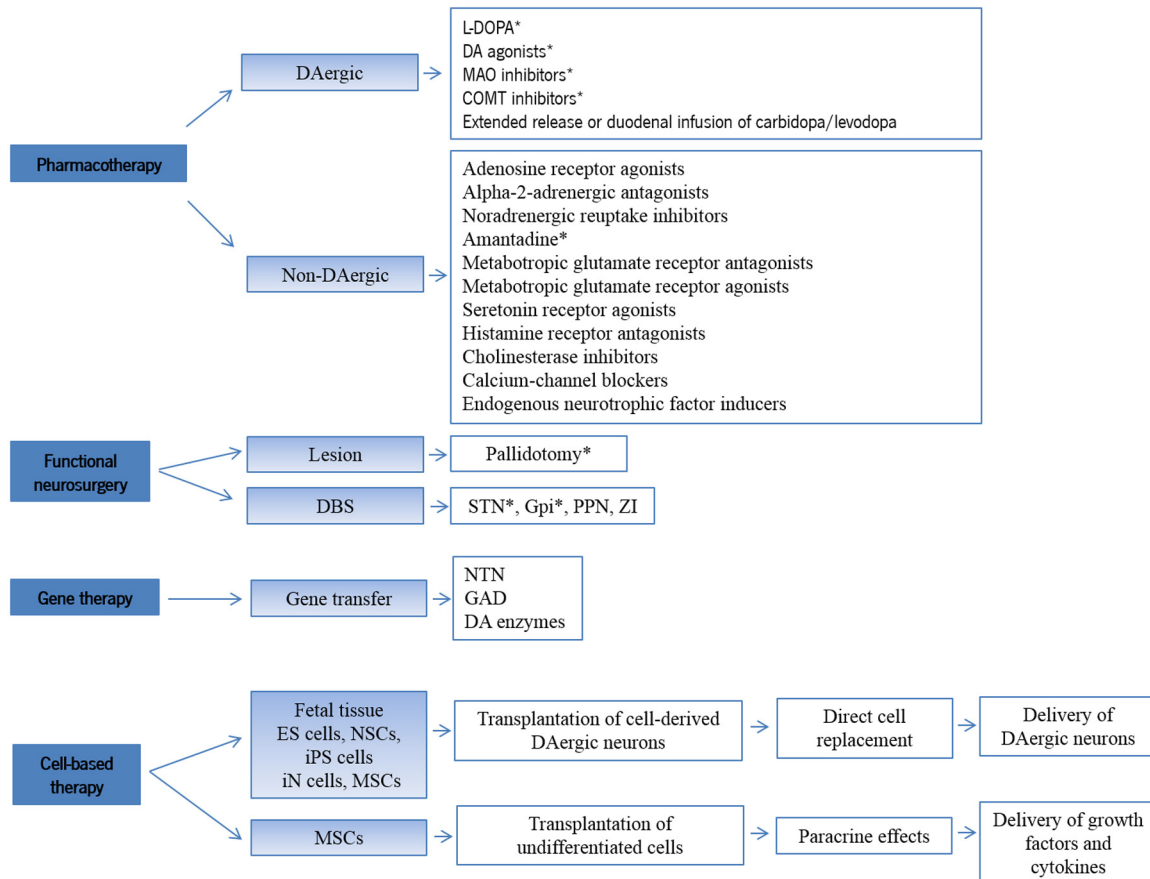 L-DOPA*
DA agonists*
MAO inhibitors*
COMT inhibitors*
Extended release or duodenal infusion of carbidopa/levodopa
DAergic
Pharmacotherapy
Non-DAergic
Adenosine receptor agonists
Alpha-2-adrenergic antagonists
Noradrenergic reuptake inhibitors
Amantadine*
Metabotropic glutamate receptor antagonists
Metabotropic glutamate receptor agonists
Seretonin receptor agonists
Histamine receptor antagonists
Cholinesterase inhibitors
Calcium-channel blockers
Endogenous neurotrophic factor inducers
Functional
neurosurgery
Lesion
Pallidotomy*
DBS
STN*, Gpi*, PPN, ZI
Gene therapy
Gene transfer
NTN
GAD
DA enzymes
Cell-based
therapy
Fetal tissue
ES cells, NSCs,
iPS cells
iN cells, MSCs
Transplantation of cell-derived
DAergic neurons
Direct cell
replacement
Delivery of
DAergic neurons
MSCs
Transplantation of
undifferentiated cells
Paracrine effects
Delivery of growth
factors and
cytokines